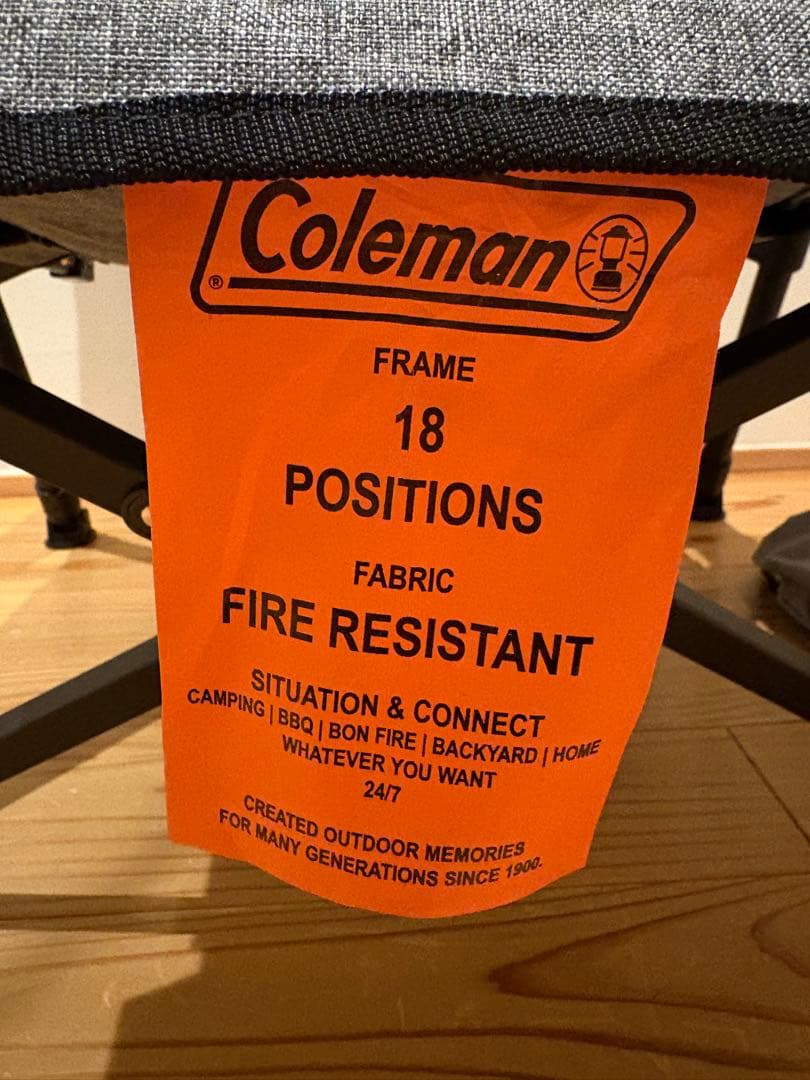 Coleman
®
FRAME
18
POSITIONS
FABRIC
FIRE RESISTANT
SITUATION & CONNECT
CAMPING | BBQ | BON FIRE | BACKYARD | HOME
WHATEVER YOU WANT
24/7
CREATED OUTDOOR MEMORIES
FOR MANY GENERATIONS SINCE 1900.